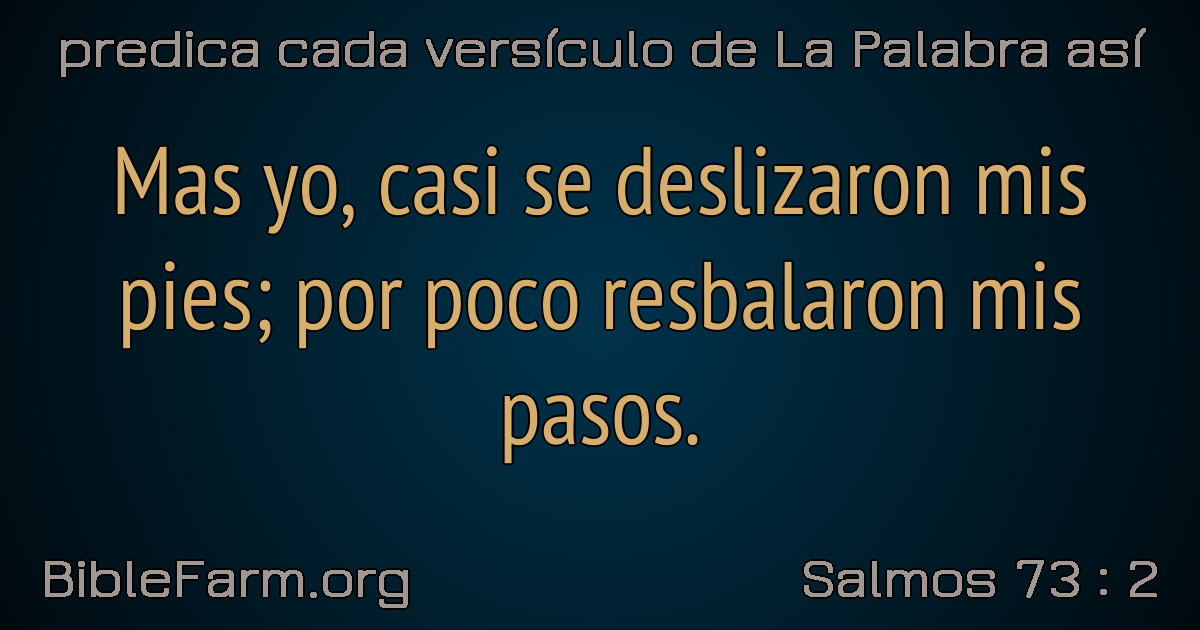 predica cada versículo de La Palabra así
Mas yo, casi se deslizaron mis
pies; por poco resbalaron mis
pasos.
BibleFarm.org
Salmos 73 : 2